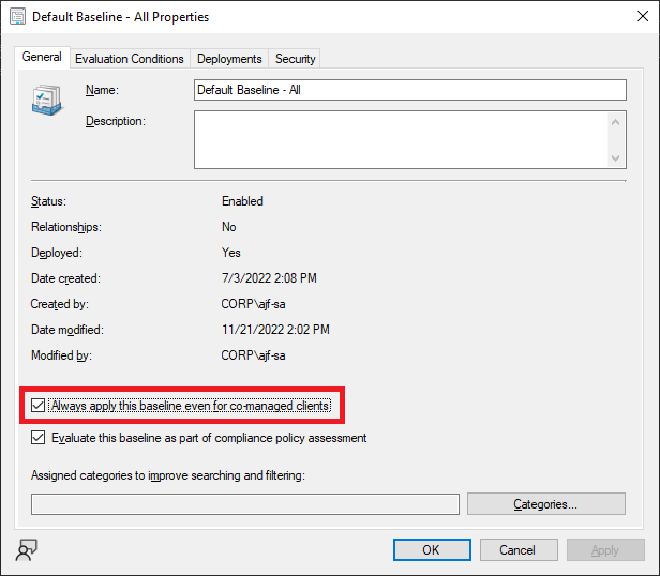 Default Baseline - All Properties
General Evaluation Conditions Deployments Security
Name: Default Baseline - All
Description:
Status: Enabled
Relationships: No
Deployed: Yes
Date created: 7/3/2022 2:08 PM
Created by: CORP\ajf-sa
Date modified: 11/21/2022 2:02 PM
Modified by: CORP\ajf-sa
Always apply this baseline even for co-managed clients
Evaluate this baseline as part of compliance policy assessment
Assigned categories to improve searching and filtering:
Categories...
OK Cancel Apply